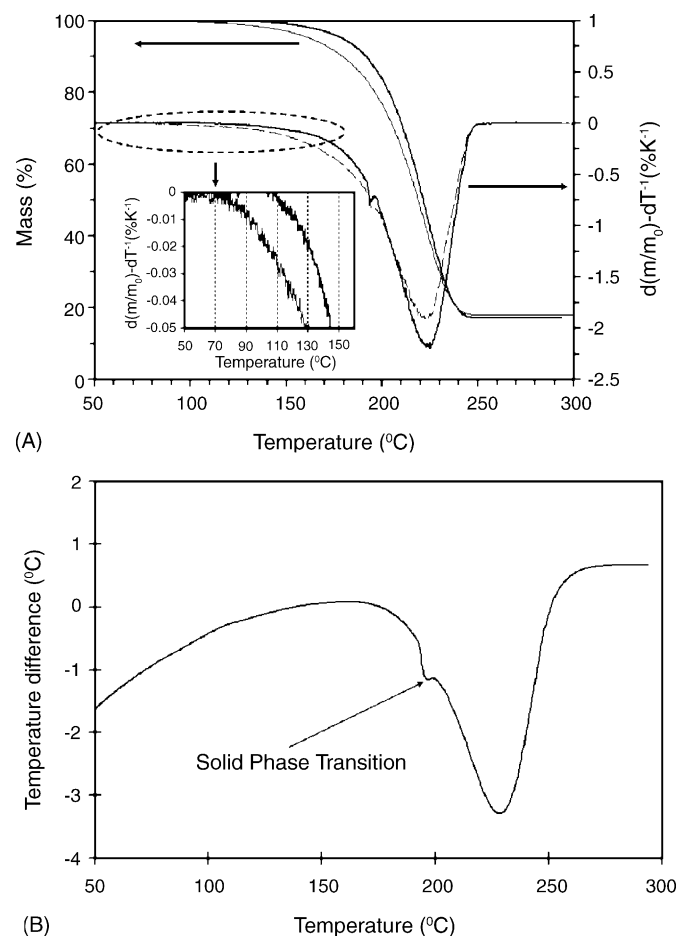 100
80
60
40
20
0
Mass (%)
1
0.5
0
-0.5
-1
-1.5
-2
-2.5
d(m/m₀)-dT⁻¹(%K⁻¹)
0
-0.01
-0.02
-0.03
-0.04
-0.05
d(m/m₀)-dT⁻¹(%K⁻¹)
50 70 90 110 130 150
Temperature (⁰C)
50 100 150 200 250 300
(A)
Temperature (⁰C)
2
1
0
-1
-2
-3
-4
Temperature difference (⁰C)
Solid Phase Transition
50 100 150 200 250 300
(B)
Temperature (⁰C)